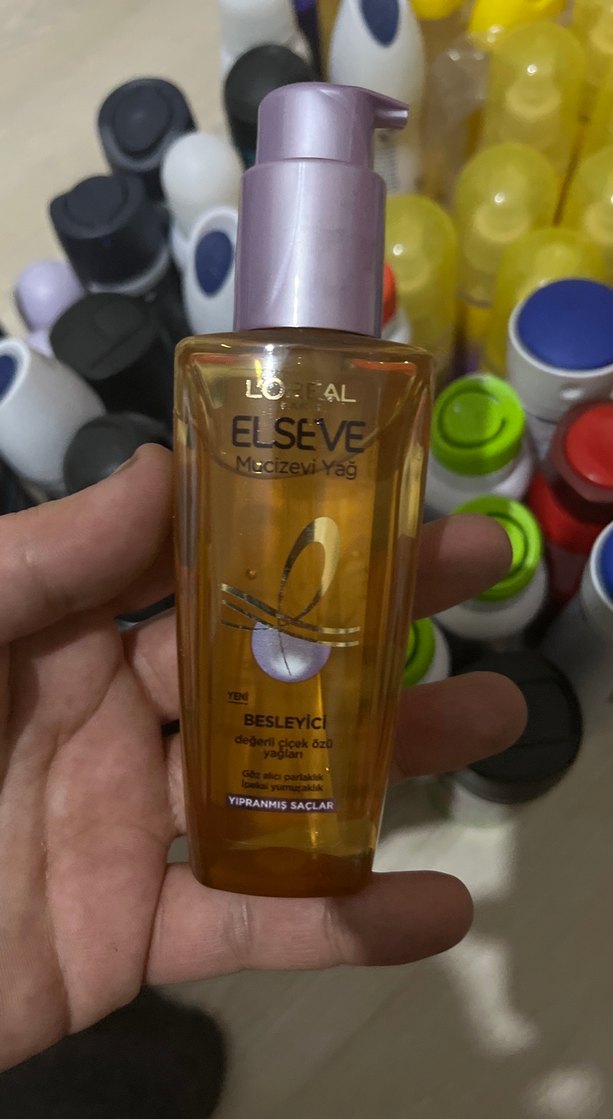 L'ORÉAL
PARIS
ELSEVE
Mucizevi Yağ
YENİ
BESLEYİCİ
değerli çiçek özü
yağları
Göz alıcı parlaklık
İpeksi yumuşaklık
YIPRANMIŞ SAÇLAR